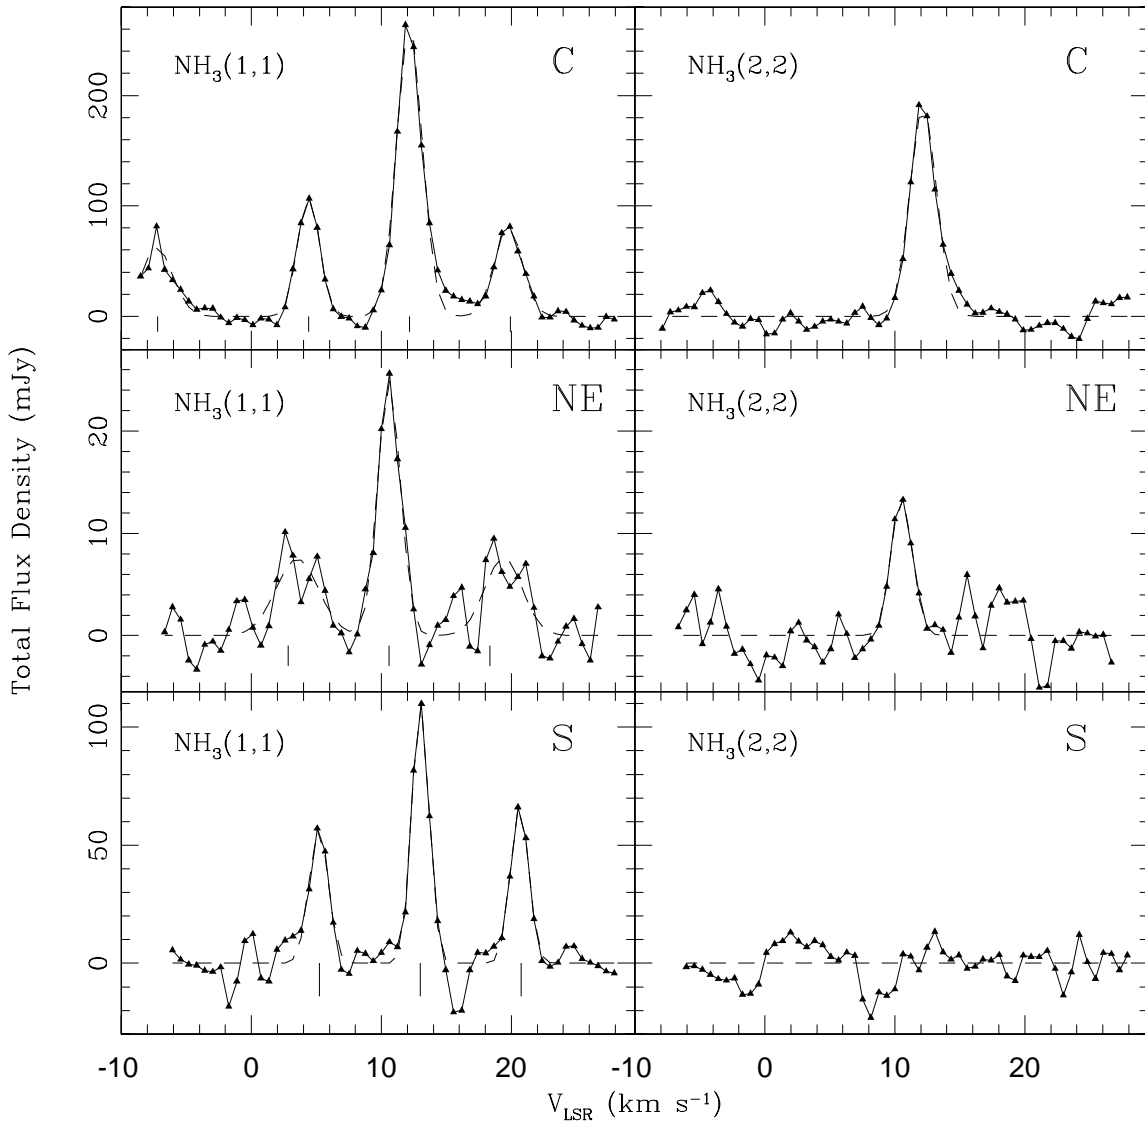 NH₃(1,1) C
NH₃(2,2) C
200
100
0
NH₃(1,1) NE
NH₃(2,2) NE
20
10
0
NH₃(1,1) S
NH₃(2,2) S
100
50
0
Total Flux Density (mJy)
-10 0 10 20 -10 0 10 20
V_LSR (km s⁻¹)